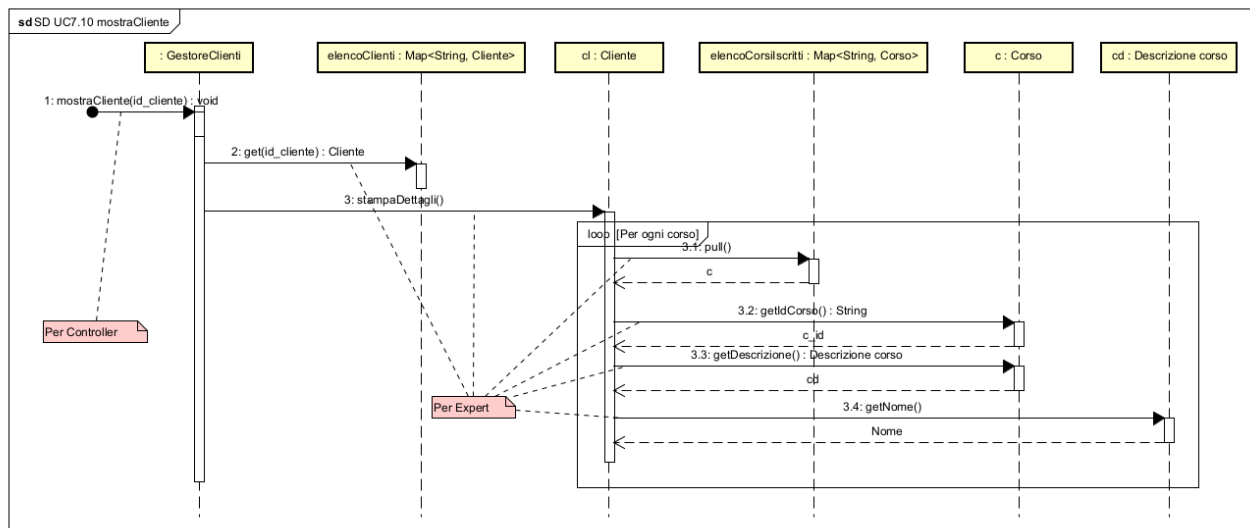 sd SD UC7.10 mostraCliente
: GestoreClienti
elencoClienti : Map<String, Cliente>
cl : Cliente
elencoCorsiIscritti : Map<String, Corso>
c : Corso
cd : Descrizione corso
1: mostraCliente(id_cliente) : void
2: get(id_cliente) : Cliente
3: stampaDettagli()
loop [Per ogni corso]
3.1: pull()
c
3.2: getIdCorso() : String
Per Controller
c_id
3.3: getDescrizione() : Descrizione corso
cd
Per Expert
3.4: getNome()
Nome